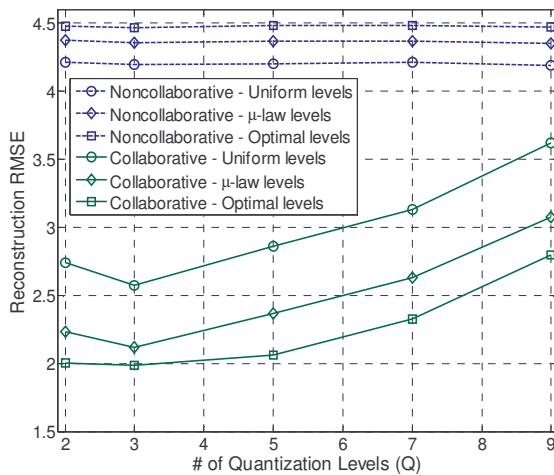 4.5
4
3.5
3
2.5
2
1.5
Reconstruction RMSE
Noncollaborative - Uniform levels
Noncollaborative - μ-law levels
Noncollaborative - Optimal levels
Collaborative - Uniform levels
Collaborative - μ-law levels
Collaborative - Optimal levels
2 3 4 5 6 7 8 9
# of Quantization Levels (Q)